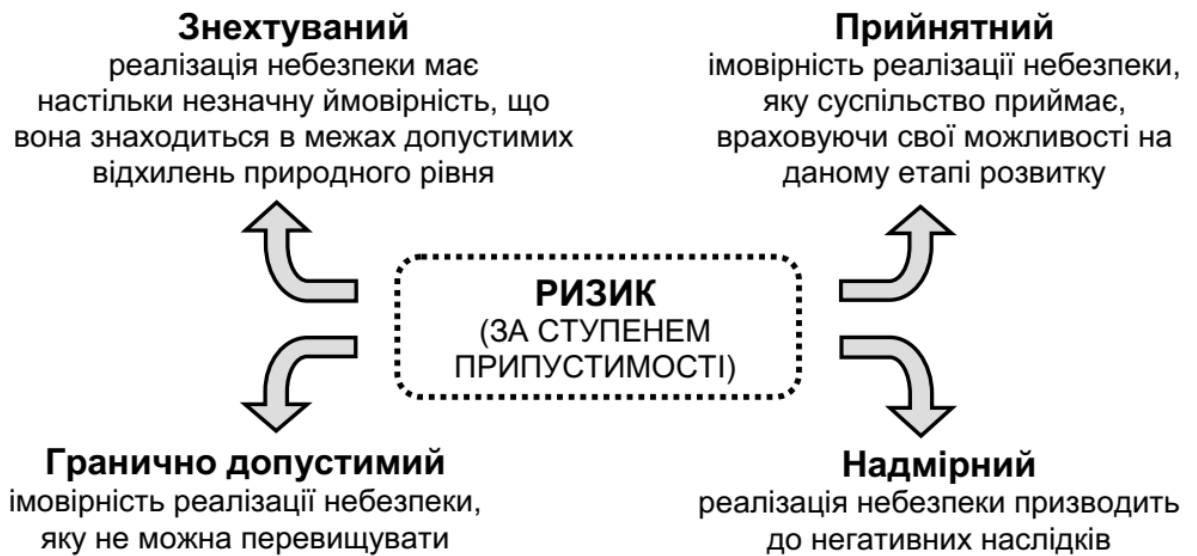 Знехтуваний
реалізація небезпеки має
настільки незначну ймовірність, що
вона знаходиться в межах допустимих
відхилень природного рівня
Прийнятний
імовірність реалізації небезпеки,
яку суспільство приймає,
враховуючи свої можливості на
даному етапі розвитку
РИЗИК
(ЗА СТУПЕНЕМ
ПРИПУСТИМОСТІ)
Гранично допустимий
імовірність реалізації небезпеки,
яку не можна перевищувати
Надмірний
реалізація небезпеки призводить
до негативних наслідків